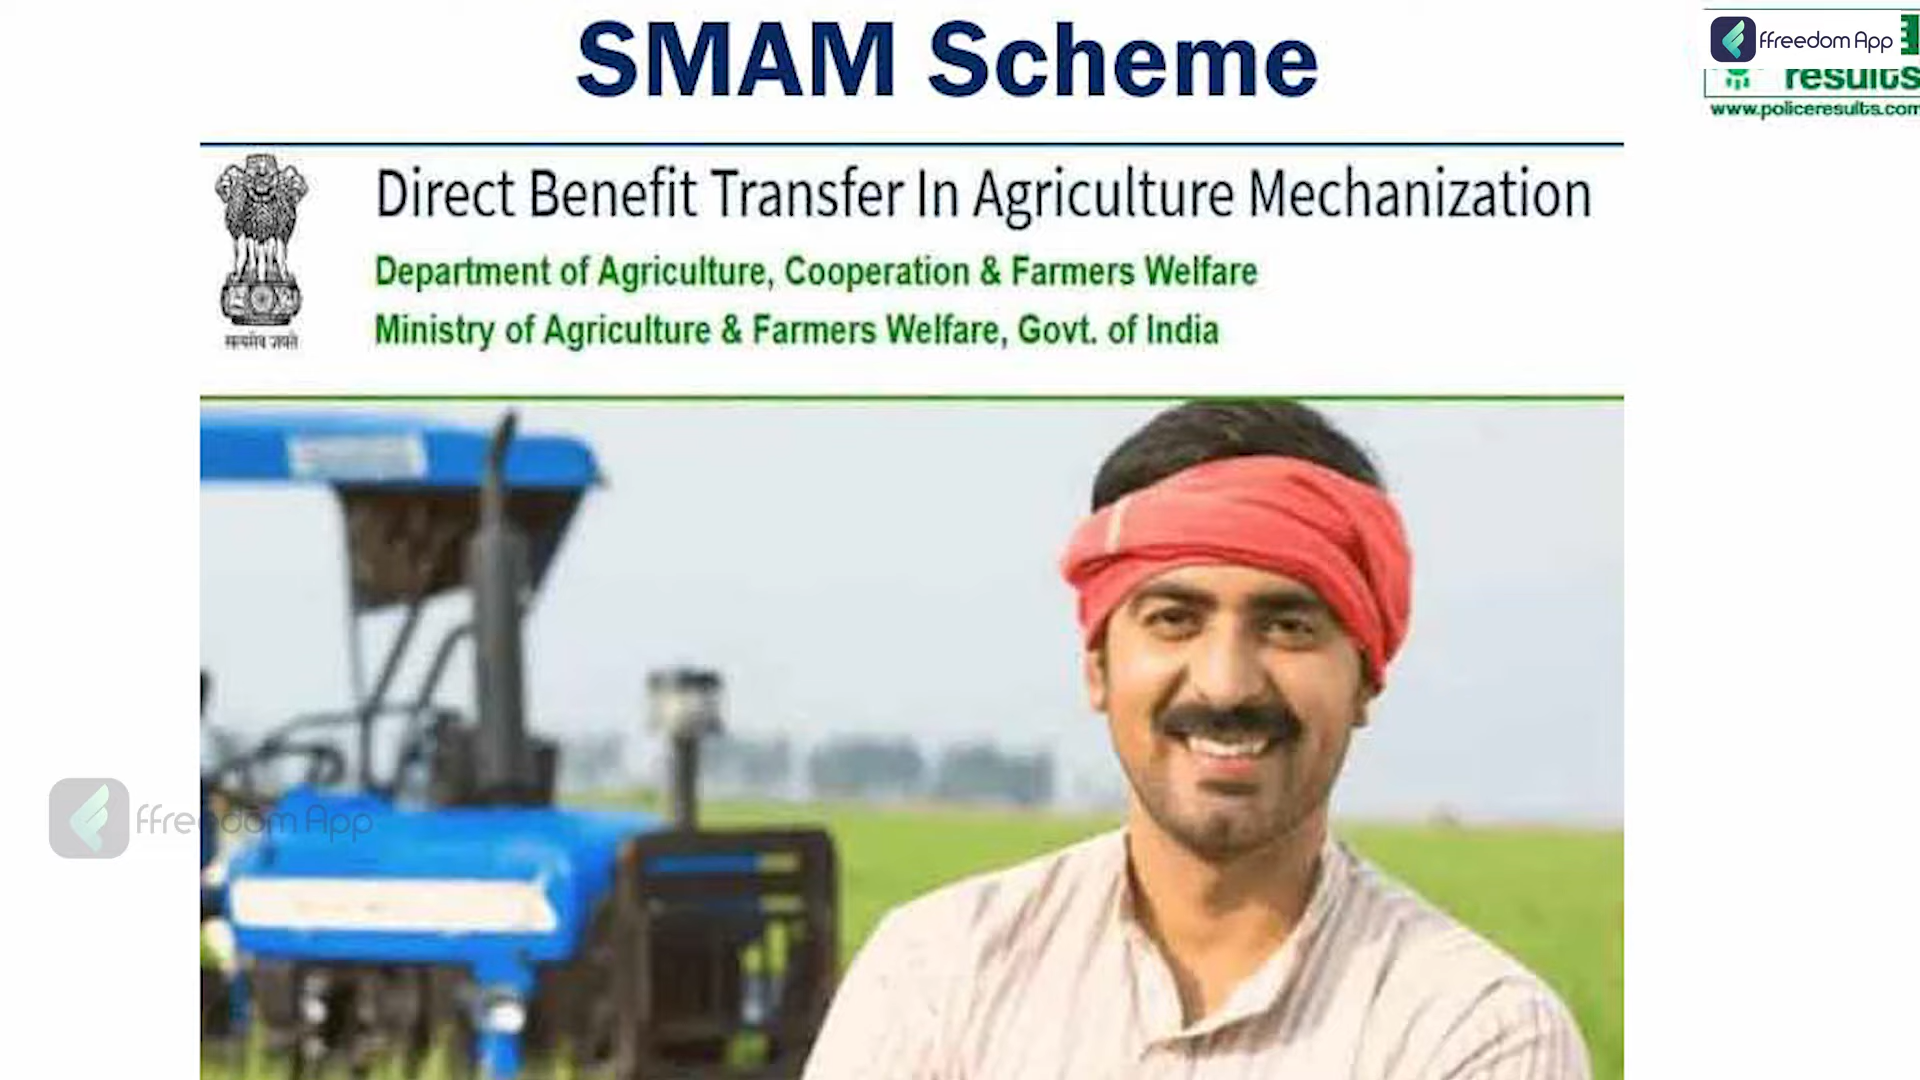 SMAM Scheme
ffreedom App
results
www.policeresults.com
Direct Benefit Transfer In Agriculture Mechanization
Department of Agriculture, Cooperation & Farmers Welfare
Ministry of Agriculture & Farmers Welfare, Govt. of India
सत्यमेव जयते
ffreedom App